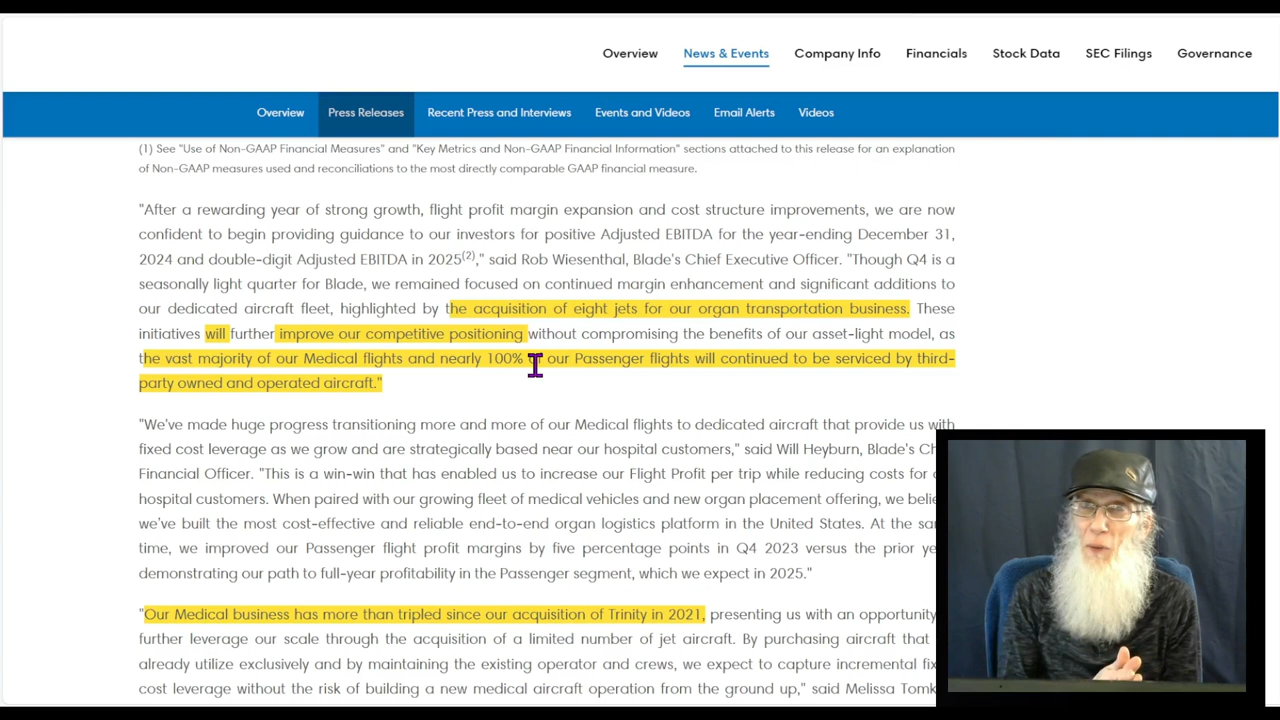 Overview News & Events Company Info Financials Stock Data SEC Filings Governance
Overview Press Releases Recent Press and Interviews Events and Videos Email Alerts Videos
(1) See "Use of Non-GAAP Financial Measures" and "Key Metrics and Non-GAAP Financial Information" sections attached to this release for an explanation
of Non-GAAP measures used and reconciliations to the most directly comparable GAAP financial measure.
"After a rewarding year of strong growth, flight profit margin expansion and cost structure improvements, we are now
confident to begin providing guidance to our investors for positive Adjusted EBITDA for the year-ending December 31,
2024 and double-digit Adjusted EBITDA in 2025(2)," said Rob Wiesenthal, Blade's Chief Executive Officer. "Though Q4 is a
seasonally light quarter for Blade, we remained focused on continued margin enhancement and significant additions to
our dedicated aircraft fleet, highlighted by the acquisition of eight jets for our organ transportation business. These
initiatives will further improve our competitive positioning without compromising the benefits of our asset-light model, as
the vast majority of our Medical flights and nearly 100% of our Passenger flights will continued to be serviced by third-
party owned and operated aircraft."
"We've made huge progress transitioning more and more of our Medical flights to dedicated aircraft that provide us with
fixed cost leverage as we grow and are strategically based near our hospital customers," said Will Heyburn, Blade's
Financial Officer. "This is a win-win that has enabled us to increase our Flight Profit per trip while reducing costs for
hospital customers. When paired with our growing fleet of medical vehicles and new organ placement offering, we
we've built the most cost-effective and reliable end-to-end organ logistics platform in the United States. At the
time, we improved our Passenger flight profit margins by five percentage points in Q4 2023 versus the prior
demonstrating our path to full-year profitability in the Passenger segment, which we expect in 2025."
"Our Medical business has more than tripled since our acquisition of Trinity in 2021, presenting us with an opportunity
further leverage our scale through the acquisition of a limited number of jet aircraft. By purchasing aircraft that
already utilize exclusively and by maintaining the existing operator and crews, we expect to capture incremental
cost leverage without the risk of building a new medical aircraft operation from the ground up," said Melissa